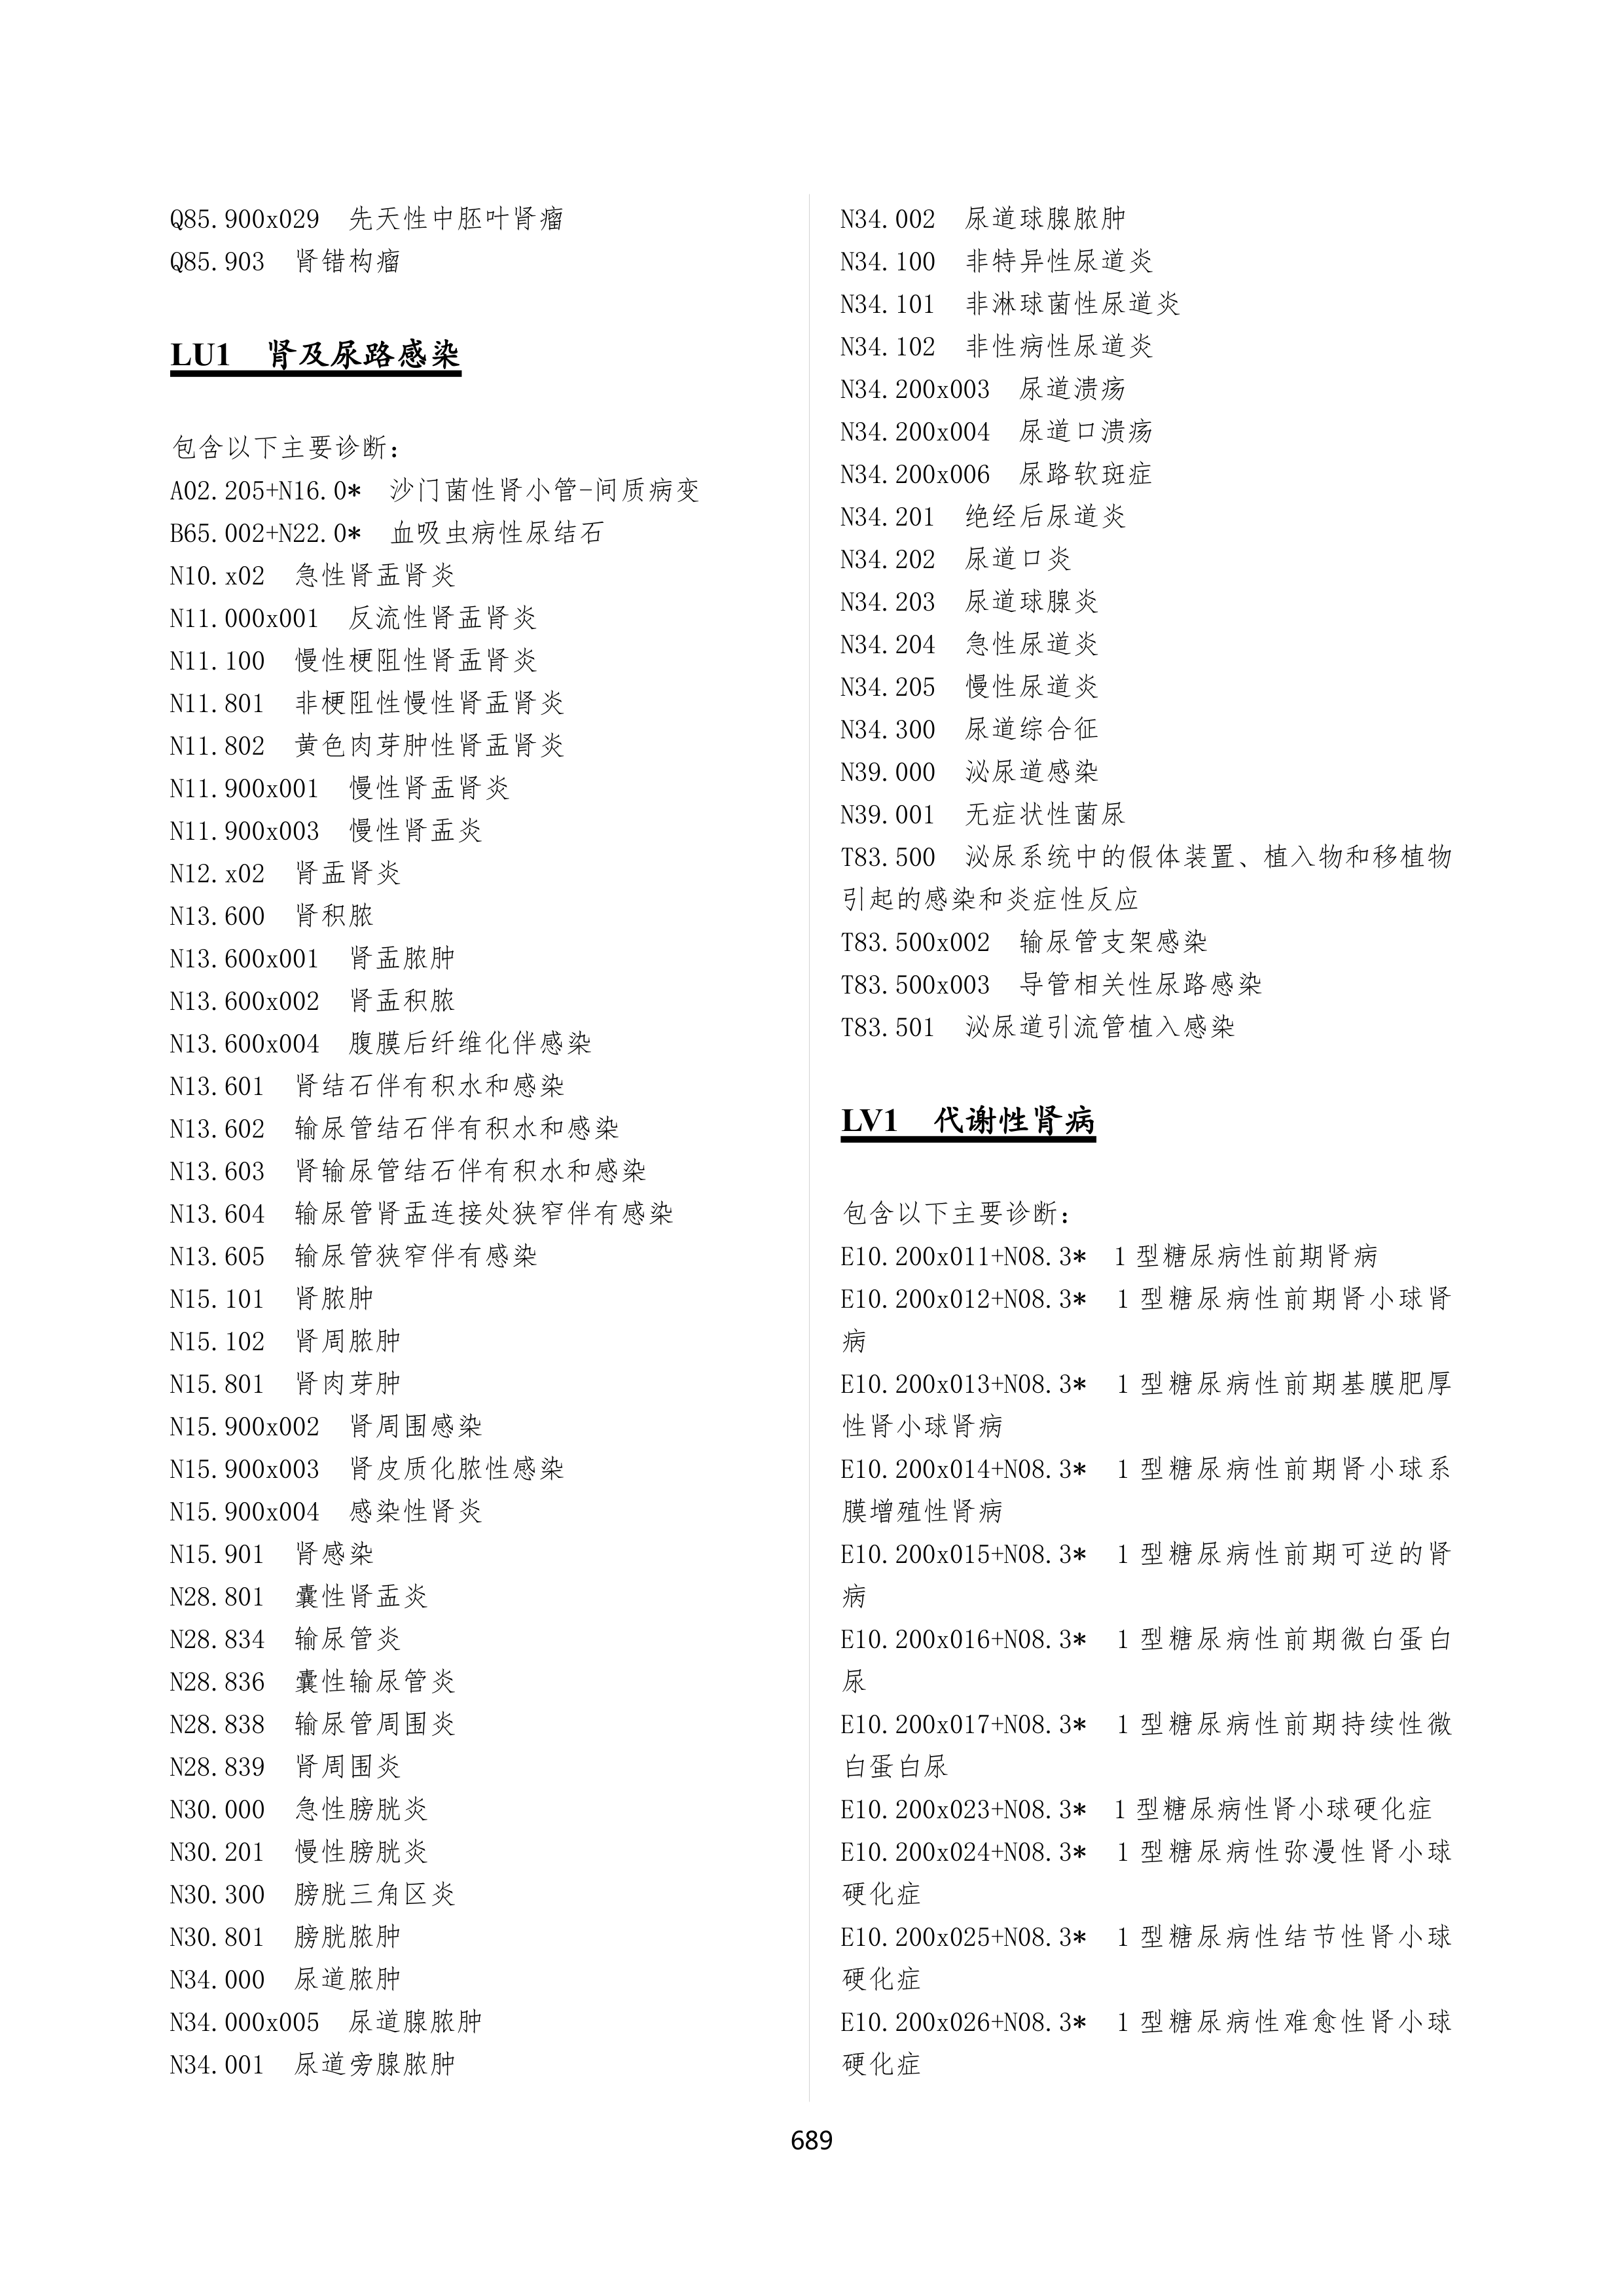 Q85.900x029 先天性中胚叶肾瘤
Q85.903 肾错构瘤
LU1 肾及尿路感染
包含以下主要诊断:
A02.205+N16.0* 沙门菌性肾小管-间质病变
B65.002+N22.0* 血吸虫病性尿结石
N10.x02 急性肾盂肾炎
N11.000x001 反流性肾盂肾炎
N11.100 慢性梗阻性肾盂肾炎
N11.801 非梗阻性慢性肾盂肾炎
N11.802 黄色肉芽肿性肾盂肾炎
N11.900x001 慢性肾盂肾炎
N11.900x003 慢性肾盂炎
N12.x02 肾盂肾炎
N13.600 肾积脓
N13.600x001 肾盂脓肿
N13.600x002 肾盂积脓
N13.600x004 腹膜后纤维化伴感染
N13.601 肾结石伴有积水和感染
N13.602 输尿管结石伴有积水和感染
N13.603 肾输尿管结石伴有积水和感染
N13.604 输尿管肾盂连接处狭窄伴有感染
N13.605 输尿管狭窄伴有感染
N15.101 肾脓肿
N15.102 肾周脓肿
N15.801 肾肉芽肿
N15.900x002 肾周围感染
N15.900x003 肾皮质化脓性感染
N15.900x004 感染性肾炎
N15.901 肾感染
N28.801 囊性肾盂炎
N28.834 输尿管炎
N28.836 囊性输尿管炎
N28.838 输尿管周围炎
N28.839 肾周围炎
N30.000 急性膀胱炎
N30.201 慢性膀胱炎
N30.300 膀胱三角区炎
N30.801 膀胱脓肿
N34.000 尿道脓肿
N34.000x005 尿道腺脓肿
N34.001 尿道旁腺脓肿
N34.002 尿道球腺脓肿
N34.100 非特异性尿道炎
N34.101 非淋球菌性尿道炎
N34.102 非性病性尿道炎
N34.200x003 尿道溃疡
N34.200x004 尿道口溃疡
N34.200x006 尿路软斑症
N34.201 绝经后尿道炎
N34.202 尿道口炎
N34.203 尿道球腺炎
N34.204 急性尿道炎
N34.205 慢性尿道炎
N34.300 尿道综合征
N39.000 泌尿道感染
N39.001 无症状性菌尿
T83.500 泌尿系统中的假体装置、植入物和移植物
引起的感染和炎症性反应
T83.500x002 输尿管支架感染
T83.500x003 导管相关性尿路感染
T83.501 泌尿道引流管植入感染
LV1 代谢性肾病
包含以下主要诊断:
E10.200x011+N08.3* 1型糖尿病性前期肾病
E10.200x012+N08.3* 1型糖尿病性前期肾小球肾
病
E10.200x013+N08.3* 1型糖尿病性前期基膜肥厚
性肾小球肾病
E10.200x014+N08.3* 1型糖尿病性前期肾小球系
膜增殖性肾病
E10.200x015+N08.3* 1型糖尿病性前期可逆的肾
病
E10.200x016+N08.3* 1型糖尿病性前期微白蛋白
尿
E10.200x017+N08.3* 1型糖尿病性前期持续性微
白蛋白尿
E10.200x023+N08.3* 1型糖尿病性肾小球硬化症
E10.200x024+N08.3* 1型糖尿病性弥漫性肾小球
硬化症
E10.200x025+N08.3* 1型糖尿病性结节性肾小球
硬化症
E10.200x026+N08.3* 1型糖尿病性难愈性肾小球
硬化症
689